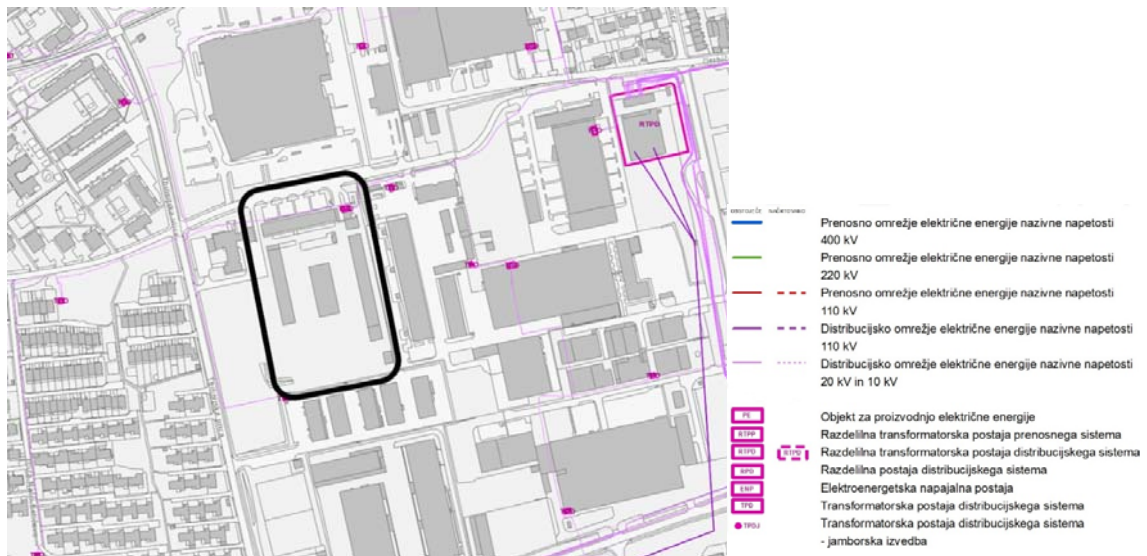 RTPD
Prenosno omrežje električne energije nazivne napetosti
400 kV
Prenosno omrežje električne energije nazivne napetosti
220 kV
Prenosno omrežje električne energije nazivne napetosti
110 kV
Distribucijsko omrežje električne energije nazivne napetosti
110 kV
Distribucijsko omrežje električne energije nazivne napetosti
20 kV in 10 kV
PE Objekt za proizvodnjo električne energije
RTPP Razdelilna transformatorska postaja prenosnega sistema
RTPD RTPD Razdelilna transformatorska postaja distribucijskega sistema
RPD Razdelilna postaja distribucijskega sistema
ENP Elektroenergetska napajalna postaja
TPD Transformatorska postaja distribucijskega sistema
TPDJ Transformatorska postaja distribucijskega sistema
- jamborska izvedba